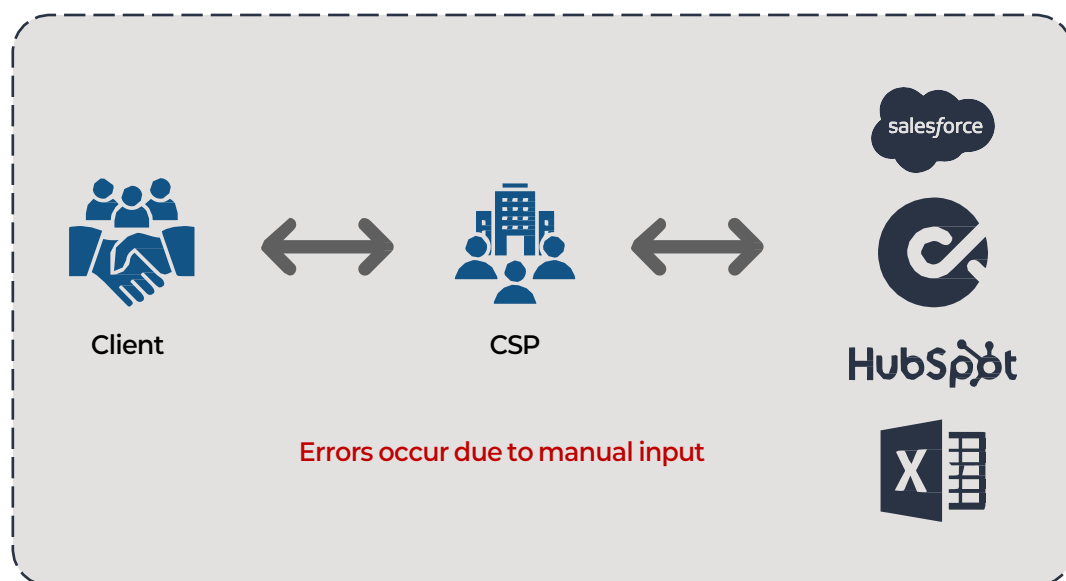 salesforce
Client
CSP
HubSpot
Errors occur due to manual input
X